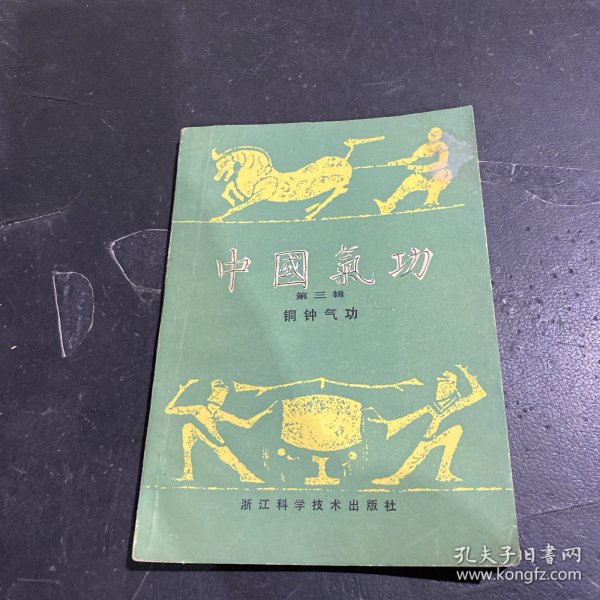 中國氣功
第三辑
铜钟气功
浙江科学技术出版社
孔夫子旧书网
www.kongfz.com